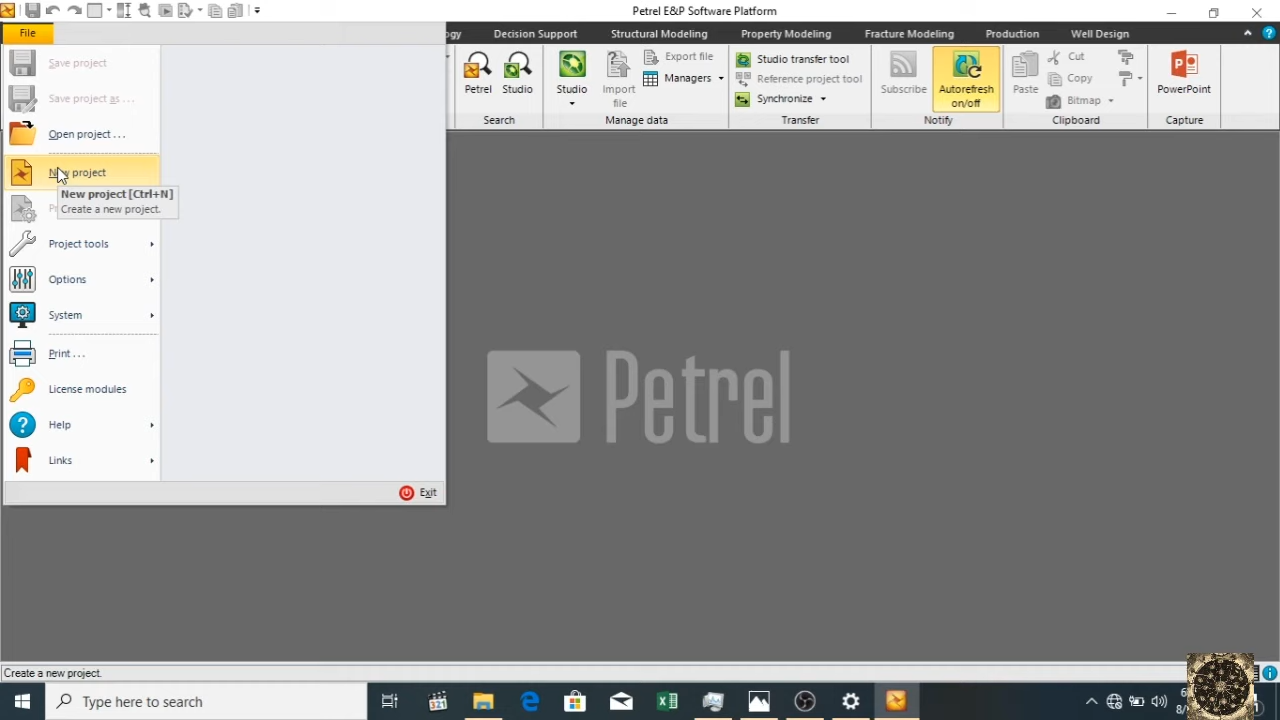 Petrel E&P Software Platform
File
Decision Support
Structural Modeling
Property Modeling
Fracture Modeling
Production
Well Design
Save project
Save project as ...
Open project ...
New project
New project [Ctrl+N]
Create a new project.
Project tools
Options
System
Print ...
License modules
Help
Links
Exit
Petrel
Studio
Search
Studio
Import
file
Export file
Managers
Manage data
Studio transfer tool
Reference project tool
Synchronize
Transfer
Subscribe
Autorefresh
on/off
Notify
Paste
Cut
Copy
Bitmap
Clipboard
PowerPoint
Capture
Petrel
Create a new project.
Type here to search
321